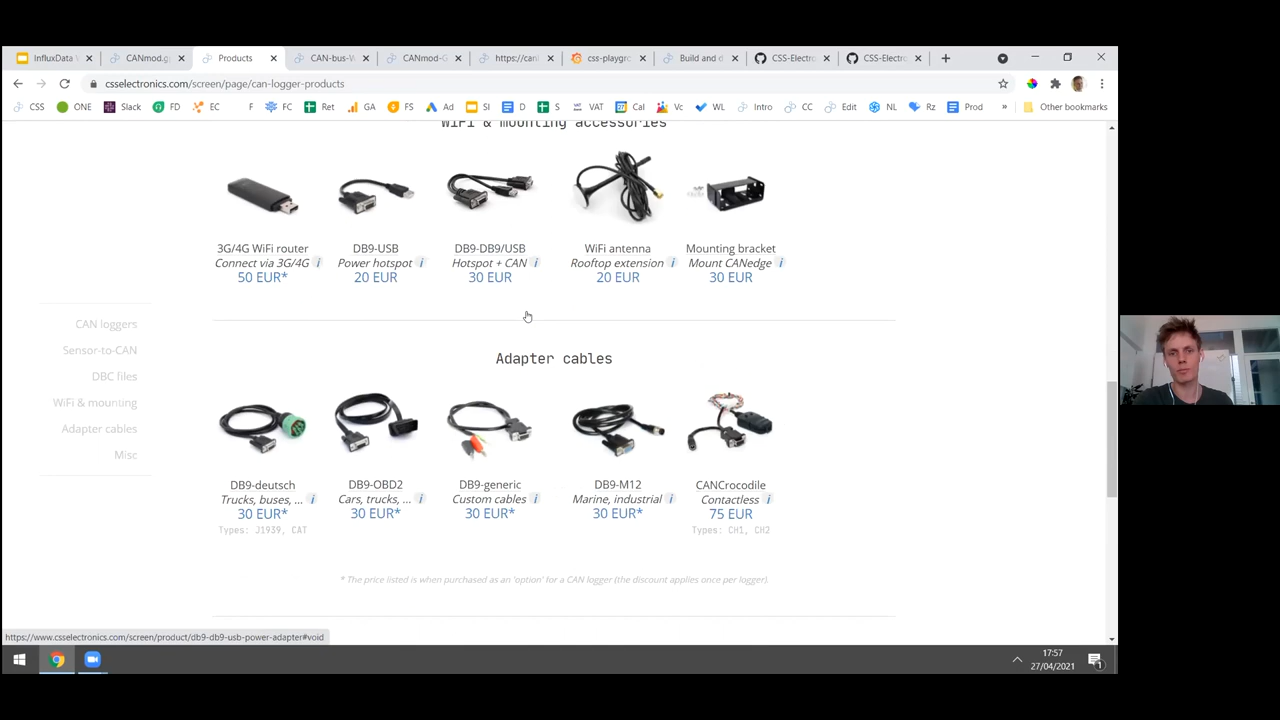 InfluxData
CANmod.g
Products
CAN-bus-
CANmod-G
https://can
css-playgro
Build and d
CSS-Electro
CSS-Electro
csselectronics.com/screen/page/can-logger-products
CSS
ONE
Slack
FD
EC
F
FC
Ret
GA
FS
Ad
SI
D
S
VAT
Cal
Vc
WL
Intro
CC
Edit
NL
Rz
Prod
»
Other bookmarks
WiFi & mounting accessories
3G/4G WiFi router
Connect via 3G/4G i
50 EUR*
DB9-USB
Power hotspot i
20 EUR
DB9-DB9/USB
Hotspot + CAN i
30 EUR
WiFi antenna
Rooftop extension i
20 EUR
Mounting bracket
Mount CANedge i
30 EUR
CAN loggers
Sensor-to-CAN
DBC files
WiFi & mounting
Adapter cables
Misc
Adapter cables
DB9-deutsch
Trucks, buses, ... i
30 EUR*
Types: J1939, CAT
DB9-OBD2
Cars, trucks, ... i
30 EUR*
DB9-generic
Custom cables i
30 EUR*
DB9-M12
Marine, industrial i
30 EUR*
CANCrocodile
Contactless i
75 EUR
Types: CH1, CH2
* The price listed is when purchased as an 'option' for a CAN logger (the discount applies once per logger).
https://www.csselectronics.com/screen/product/db9-db9-usb-power-adapter#void
17:57
27/04/2021
1